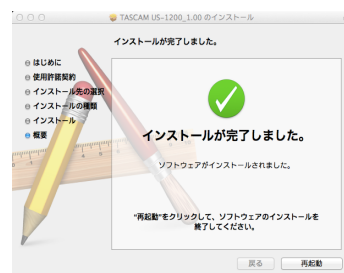 TASCAM US-1200_1.00 のインストール
インストールが完了しました。
はじめに
使用許諾契約
インストール先の選択
インストールの種類
インストール
概要
インストールが完了しました。
ソフトウェアがインストールされました。
"再起動"をクリックして、ソフトウェアのインストールを
終了してください。
戻る
再起動